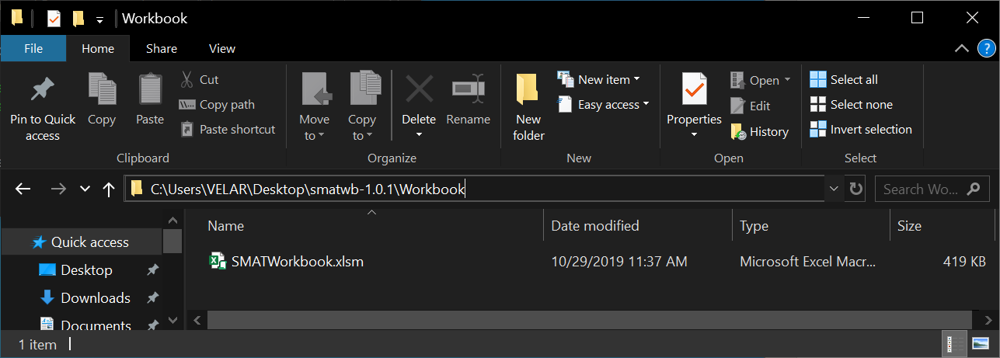 Workbook
File Home Share View
Pin to Quick access
Copy
Paste
Cut
Copy path
Paste shortcut
Clipboard
Move to
Copy to
Delete
Rename
Organize
New folder
New item
Easy access
New
Properties
Open
Edit
History
Open
Select all
Select none
Invert selection
Select
C:\Users\VELAR\Desktop\smatwb-1.0.1\Workbook
Search Wo...
Quick access
Desktop
Downloads
Documents
Name Date modified Type Size
SMATWorkbook.xlsm 10/29/2019 11:37 AM Microsoft Excel Macr... 419 KB
1 item